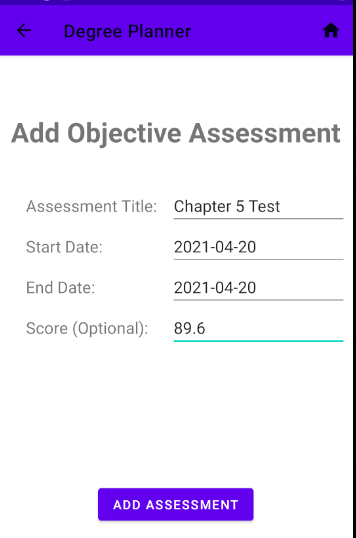 Degree Planner
Add Objective Assessment
Assessment Title: Chapter 5 Test
Start Date: 2021-04-20
End Date: 2021-04-20
Score (Optional): 89.6
ADD ASSESSMENT